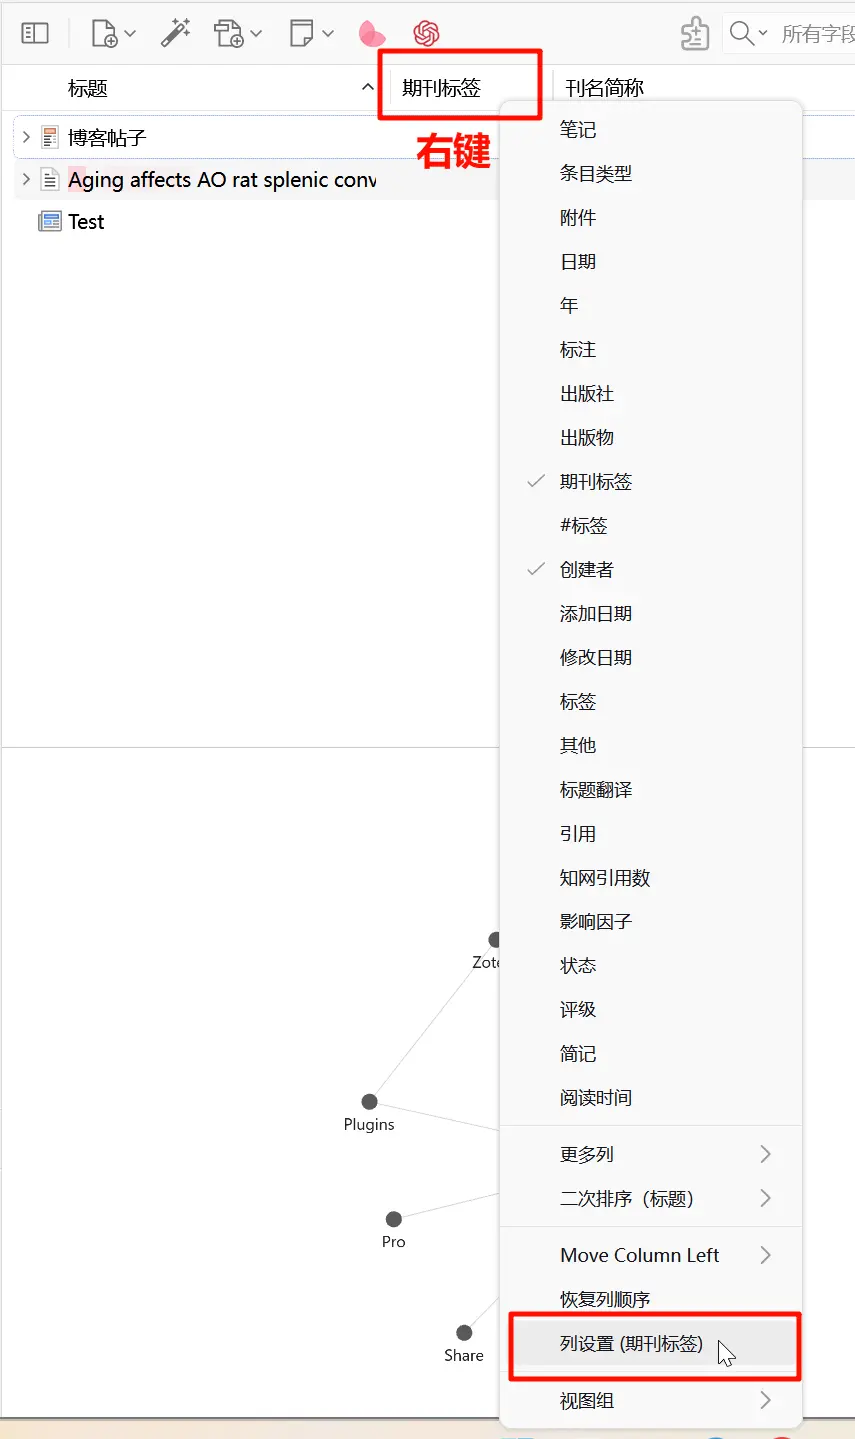 所有字段
标题
期刊标签
刊名简称
右键
博客帖子
Aging affects AO rat splenic conv
Test
笔记
条目类型
附件
日期
年
标注
出版社
出版物
期刊标签
#标签
创建者
添加日期
修改日期
标签
其他
标题翻译
引用
知网引用数
影响因子
状态
评级
简记
阅读时间
更多列
二次排序（标题）
Move Column Left
恢复列顺序
列设置 (期刊标签)
视图组
Zote
Plugins
Pro
Share